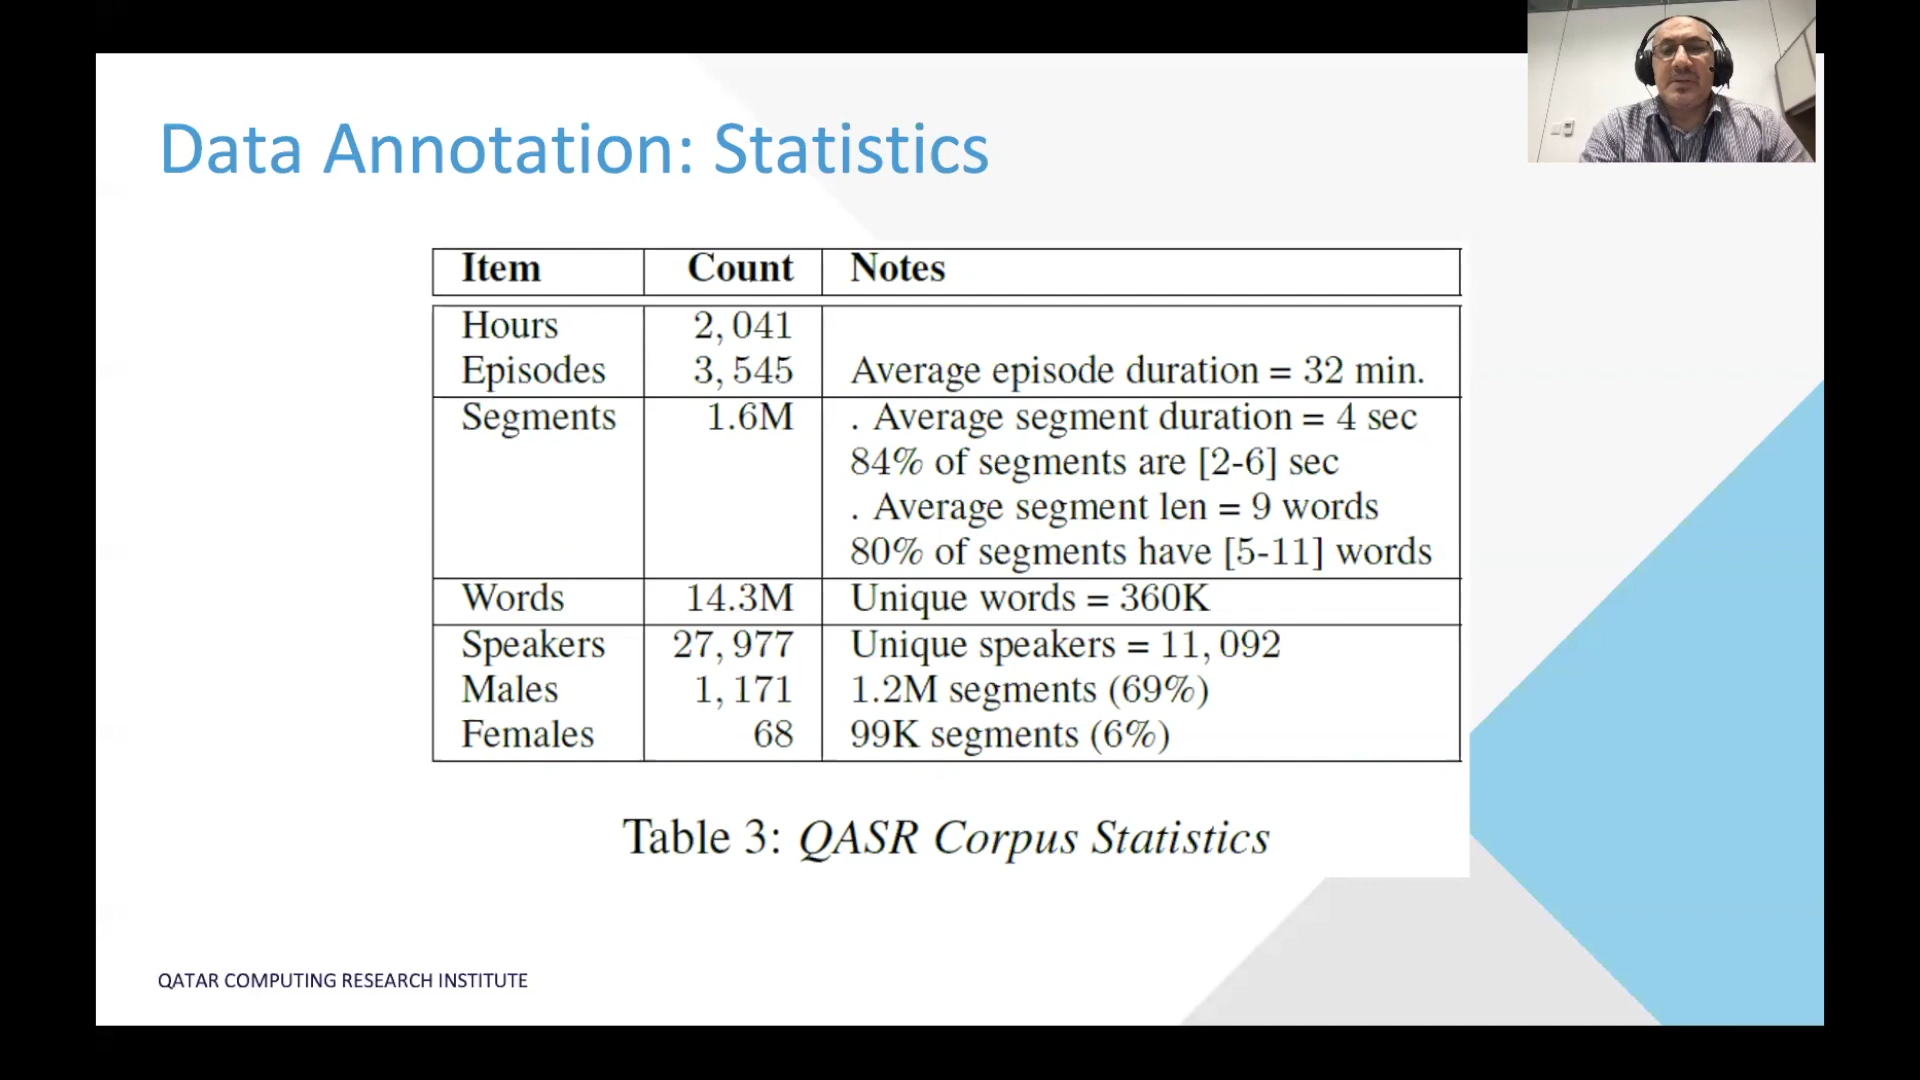 Data Annotation: Statistics
Item Count Notes
Hours 2,041
Episodes 3,545 Average episode duration = 32 min.
Segments 1.6M . Average segment duration = 4 sec
84% of segments are [2-6] sec
. Average segment len = 9 words
80% of segments have [5-11] words
Words 14.3M Unique words = 360K
Speakers 27,977 Unique speakers = 11,092
Males 1,171 1.2M segments (69%)
Females 68 99K segments (6%)
Table 3: QASR Corpus Statistics
QATAR COMPUTING RESEARCH INSTITUTE